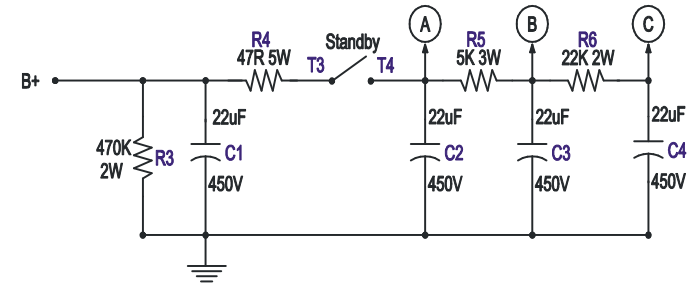 A
B
C
R4
47R 5W
Standby
R5
5K 3W
R6
22K 2W
T3
T4
B+
22uF
22uF
22uF
22uF
470K
2W
R3
C1
C2
C3
C4
450V
450V
450V
450V